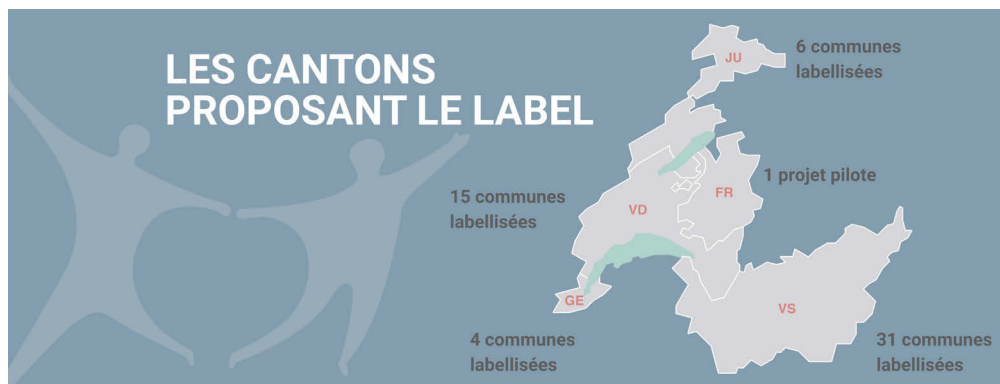 LES CANTONS
PROPOSANT LE LABEL
JU
6 communes
labellisées
1 projet pilote
FR
15 communes
labellisées
VD
GE
VS
4 communes
labellisées
31 communes
labellisées